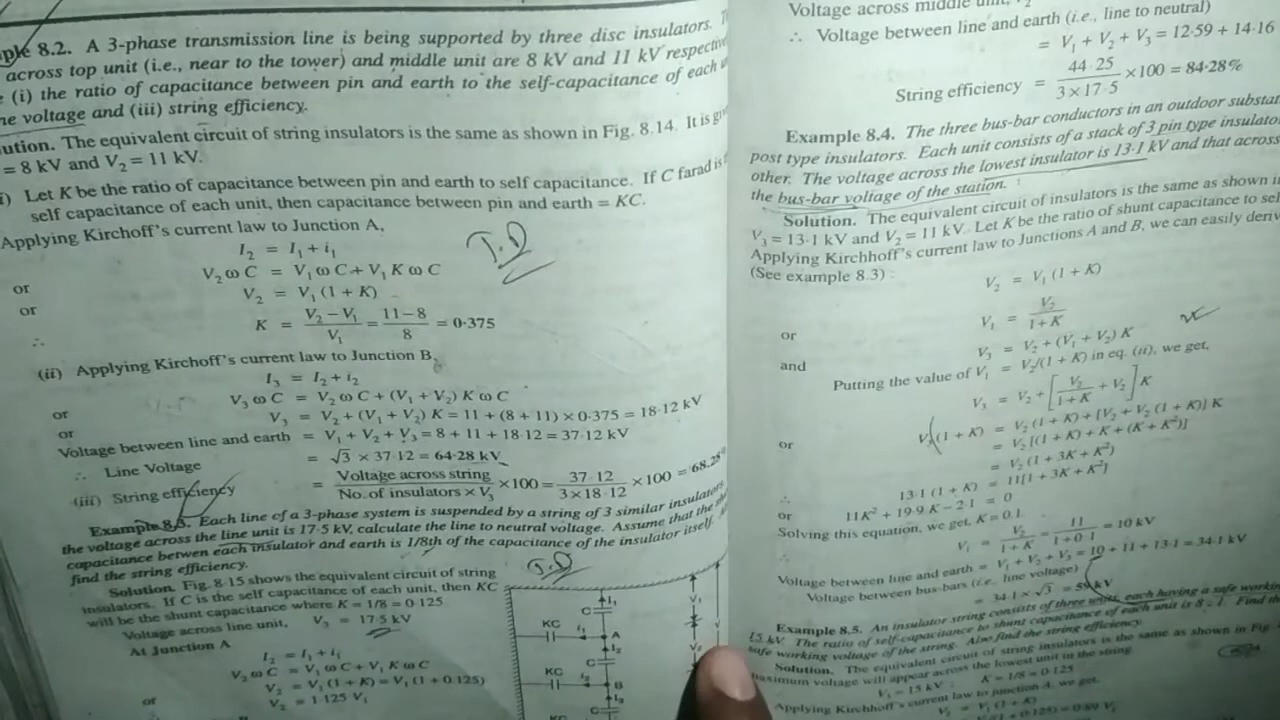 ple 8.2. A 3-phase transmission line is being supported by three disc insulators.
across top unit (i.e., near to the tower) and middle unit are 8 kV and 11 kV respective
(i) the ratio of capacitance between pin and earth to the self-capacitance of each
ne voltage and (iii) string efficiency.
ution. The equivalent circuit of string insulators is the same as shown in Fig. 8.14. It is
= 8 kV and V₂ = 11 kV.
i) Let K be the ratio of capacitance between pin and earth to self capacitance. If C farad is
self capacitance of each unit, then capacitance between pin and earth = KC.
Applying Kirchoff's current law to Junction A,
I₂ = I₁ + i₁
V₂ ω C = V₁ ω C + V₁ K ω C
or
V₂ = V₁ (1 + K)
or
K = V₂ – V₁ / V₁ = 11 – 8 / 8 = 0·375
∴
(ii) Applying Kirchoff's current law to Junction B,
I₃ = I₂ + i₂
V₃ ω C = V₂ ω C + (V₁ + V₂) K ω C
or
V₃ = V₂ + (V₁ + V₂) K = 11 + (8 + 11) × 0·375 = 18·12 kV
or
Voltage between line and earth = V₁ + V₂ + V₃ = 8 + 11 + 18·12 = 37·12 kV
∴ Line Voltage = √3 × 37·12 = 64·28 kV
(iii) String efficiency = Voltage across string / No. of insulators × V₃ × 100 = 37·12 / 3 × 18·12 × 100 = 68·28
Example 8.3. Each line of a 3-phase system is suspended by a string of 3 similar insulators
the voltage across the line unit is 17·5 kV, calculate the line to neutral voltage. Assume that the
capacitance betwen each insulator and earth is 1/8th of the capacitance of the insulator itself.
find the string efficiency.
Solution. Fig. 8·15 shows the equivalent circuit of string
insulators. If C is the self capacitance of each unit, then KC
will be the shunt capacitance where K = 1/8 = 0·125
Voltage across line unit, V₃ = 17·5 kV
At Junction A
I₂ = I₁ + i₁
V₂ ω C = V₁ ω C + V₁ K ω C
or
V₂ = V₁ (1 + K) = V₁ (1 + 0.125)
V₂ = 1·125 V₁
C
I₁
KC
i₁
A
I₂
C
V₁
V
KC
i₂
B
I₃
C
KC
Voltage across middle unit,
∴ Voltage between line and earth (i.e., line to neutral)
= V₁ + V₂ + V₃ = 12·59 + 14·16
String efficiency = 44·25 / 3 × 17·5 × 100 = 84·28%
Example 8.4. The three bus-bar conductors in an outdoor substat
post type insulators. Each unit consists of a stack of 3 pin type insulator
other. The voltage across the lowest insulator is 13·1 kV and that across
the bus-bar voltage of the station.
Solution. The equivalent circuit of insulators is the same as shown i
V₃ = 13·1 kV and V₂ = 11 kV. Let K be the ratio of shunt capacitance to sel
Applying Kirchhoff's current law to Junctions A and B, we can easily deriv
(See example 8.3) :
V₂ = V₁ (1 + K)
or
V₁ = V₂ / 1 + K
and
V₃ = V₂ + (V₁ + V₂) K
Putting the value of V₁ = V₂/(1 + K) in eq. (ii), we get,
V₃ = V₂ + [V₂ / 1 + K + V₂] K
or
V₃ (1 + K) = V₂ (1 + K) + [V₂ + V₂ (1 + K)] K
= V₂ [(1 + K) + K + (K + K²)]
= V₂ (1 + 3K + K²)
∴
13·1 (1 + K) = 11[1 + 3K + K²]
or
11K² + 19·9 K – 2·1 = 0
Solving this equation, we get, K = 0.1
∴
V₁ = V₂ / 1 + K = 11 / 1 + 0·1 = 10 kV
Voltage between line and earth = V₁ + V₂ + V₃ = 10 + 11 + 13·1 = 34·1 kV
Voltage between bus-bars (i.e., line voltage)
= 34·1 × √3 = 59 kV
Example 8.5. An insulator string consists of three units, each having a safe workin
15 kV. The ratio of self-capacitance to shunt capacitance of each unit is 8 : 1. Find the
safe working voltage of the string. Also find the string efficiency.
Solution. The equivalent circuit of string insulators is the same as shown in Fig
maximum voltage will appear across the lowest unit in the string.
V₃ = 15 kV ; K = 1/8 = 0·125
Applying Kirchhoff's current law to junction A, we get,
V₂ = V₁ (1 + K)